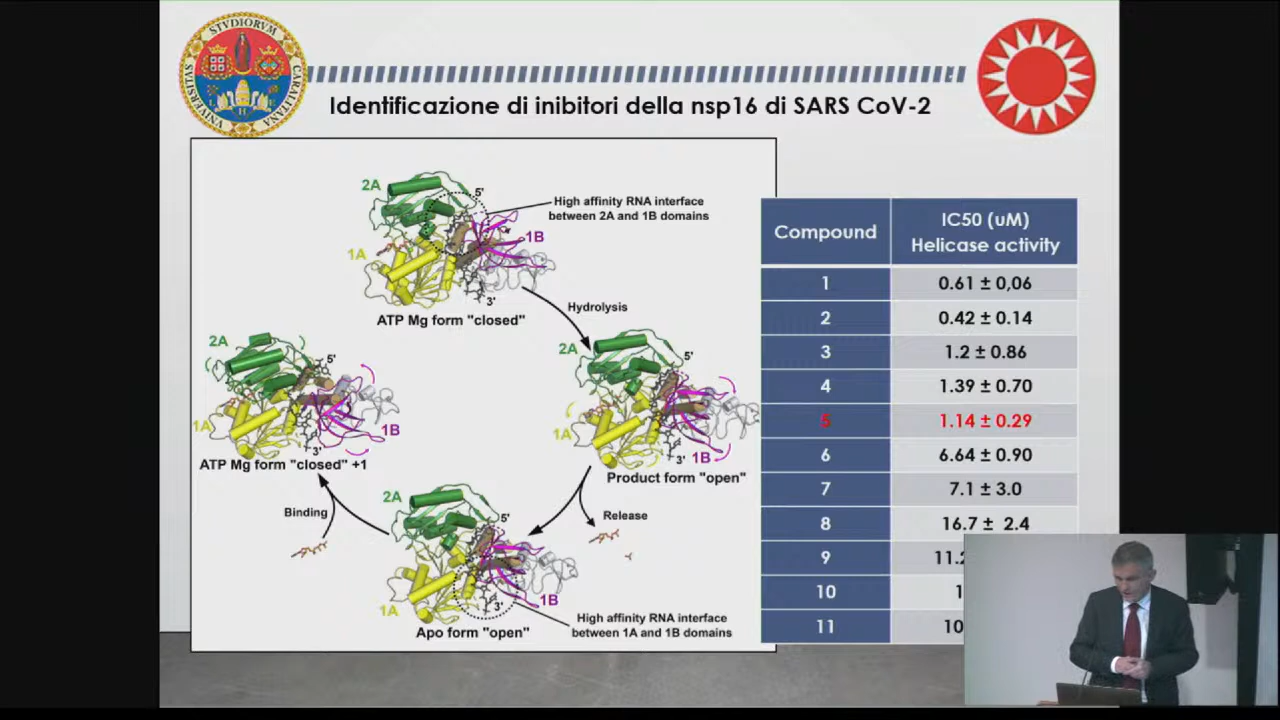 STVDIORVM
VNIVERSITAS
CARALITANA
Identificazione di inibitori della nsp16 di SARS CoV-2
2A
5'
High affinity RNA interface
between 2A and 1B domains
1A
1B
3'
ATP Mg form "closed"
Hydrolysis
2A
5'
1A
1B
3'
Product form "open"
2A
5'
1A
1B
3'
ATP Mg form "closed" +1
Binding
Release
2A
5'
1A
1B
3'
Apo form "open"
High affinity RNA interface
between 1A and 1B domains
Compound IC50 (uM)
Helicase activity
1 0.61 ± 0,06
2 0.42 ± 0.14
3 1.2 ± 0.86
4 1.39 ± 0.70
5 1.14 ± 0.29
6 6.64 ± 0.90
7 7.1 ± 3.0
8 16.7 ± 2.4
9 11.2
10 1
11 10